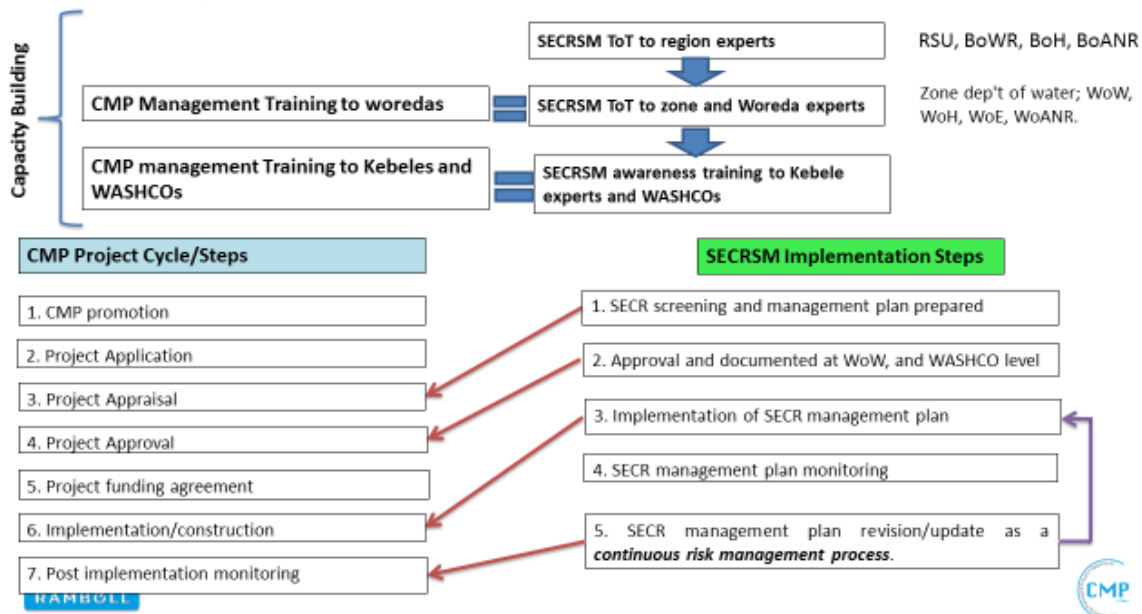 Capacity Building
SECRSM ToT to region experts
RSU, BoWR, BoH, BoANR
CMP Management Training to woredas
SECRSM ToT to zone and Woreda experts
Zone dep't of water; WoW,
WoH, WoE, WoANR.
CMP management Training to Kebeles and
WASHCOs
SECRSM awareness training to Kebele
experts and WASHCOs
CMP Project Cycle/Steps
1. CMP promotion
2. Project Application
3. Project Appraisal
4. Project Approval
5. Project funding agreement
6. Implementation/construction
7. Post implementation monitoring
SECRSM Implementation Steps
1. SECR screening and management plan prepared
2. Approval and documented at WoW, and WASHCO level
3. Implementation of SECR management plan
4. SECR management plan monitoring
5. SECR management plan revision/update as a
continuous risk management process.
RAMBOLL
CMP